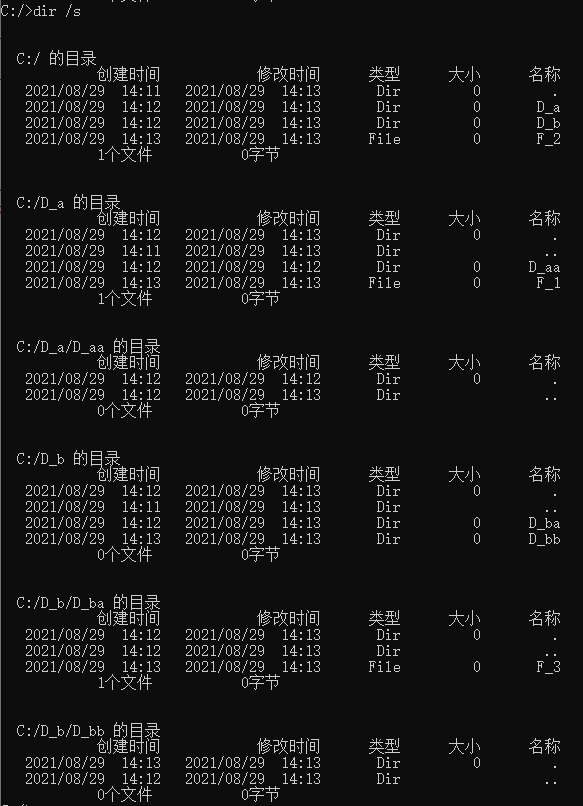 C:/>dir /s
C:/ 的目录
创建时间 修改时间 类型 大小 名称
2021/08/29 14:11 2021/08/29 14:13 Dir 0 .
2021/08/29 14:12 2021/08/29 14:13 Dir 0 D_a
2021/08/29 14:12 2021/08/29 14:13 Dir 0 D_b
2021/08/29 14:13 2021/08/29 14:13 File 0 F_2
1个文件 0字节
C:/D_a 的目录
创建时间 修改时间 类型 大小 名称
2021/08/29 14:12 2021/08/29 14:13 Dir 0 .
2021/08/29 14:11 2021/08/29 14:13 Dir ..
2021/08/29 14:12 2021/08/29 14:12 Dir 0 D_aa
2021/08/29 14:13 2021/08/29 14:13 File 0 F_1
1个文件 0字节
C:/D_a/D_aa 的目录
创建时间 修改时间 类型 大小 名称
2021/08/29 14:12 2021/08/29 14:12 Dir 0 .
2021/08/29 14:12 2021/08/29 14:13 Dir ..
0个文件 0字节
C:/D_b 的目录
创建时间 修改时间 类型 大小 名称
2021/08/29 14:12 2021/08/29 14:13 Dir 0 .
2021/08/29 14:11 2021/08/29 14:13 Dir ..
2021/08/29 14:12 2021/08/29 14:13 Dir 0 D_ba
2021/08/29 14:13 2021/08/29 14:13 Dir 0 D_bb
0个文件 0字节
C:/D_b/D_ba 的目录
创建时间 修改时间 类型 大小 名称
2021/08/29 14:12 2021/08/29 14:13 Dir 0 .
2021/08/29 14:12 2021/08/29 14:13 Dir ..
2021/08/29 14:13 2021/08/29 14:13 File 0 F_3
1个文件 0字节
C:/D_b/D_bb 的目录
创建时间 修改时间 类型 大小 名称
2021/08/29 14:13 2021/08/29 14:13 Dir 0 .
2021/08/29 14:12 2021/08/29 14:13 Dir ..
0个文件 0字节